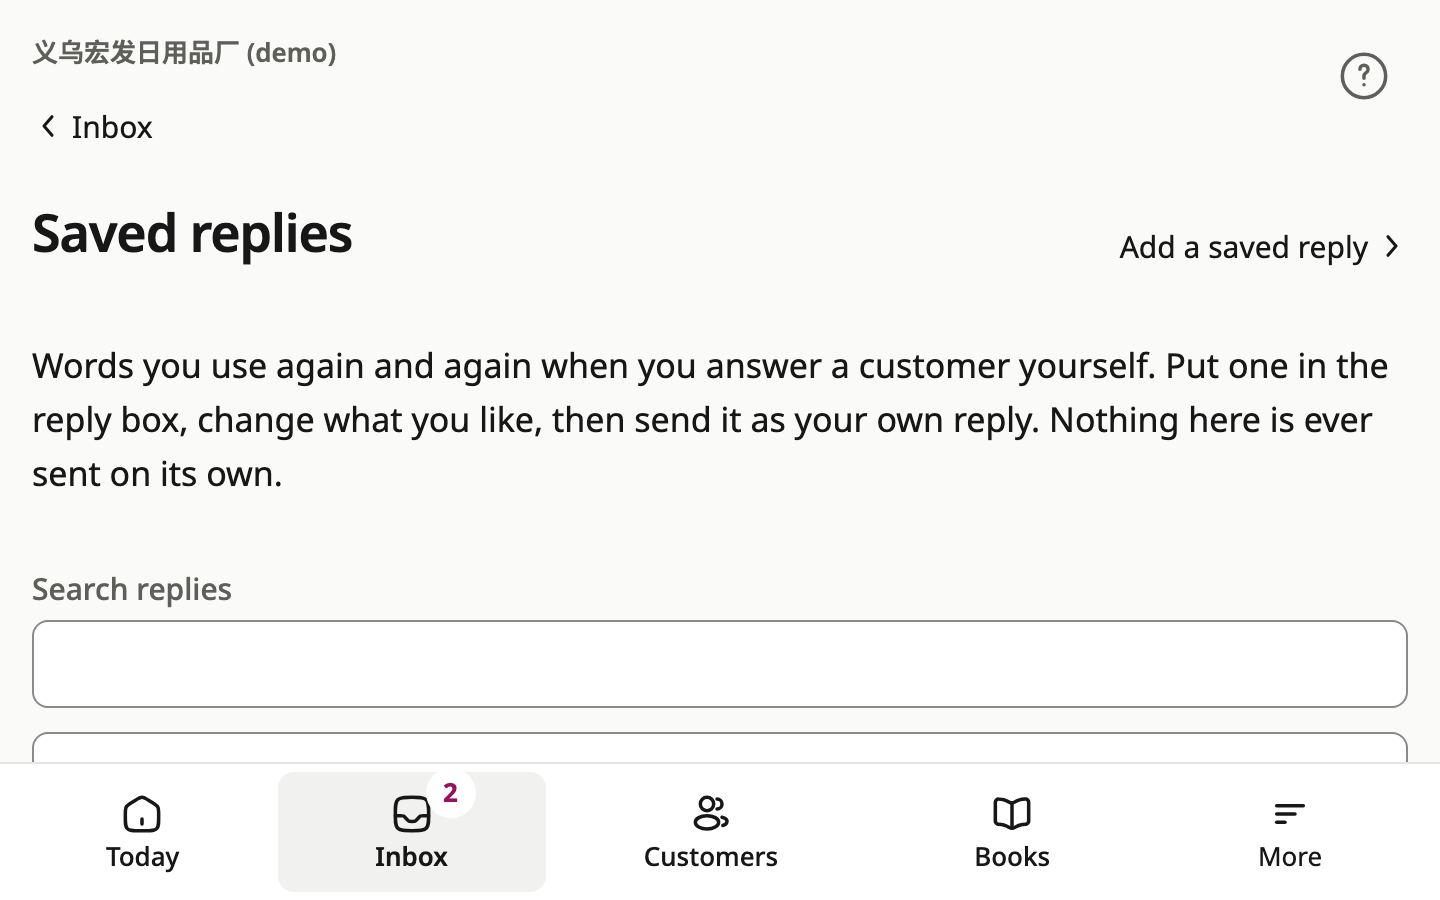 义乌宏发日用品厂 (demo)
Inbox
Saved replies
Add a saved reply
Words you use again and again when you answer a customer yourself. Put one in the
reply box, change what you like, then send it as your own reply. Nothing here is ever
sent on its own.
Search replies
2
Today
Inbox
Customers
Books
More